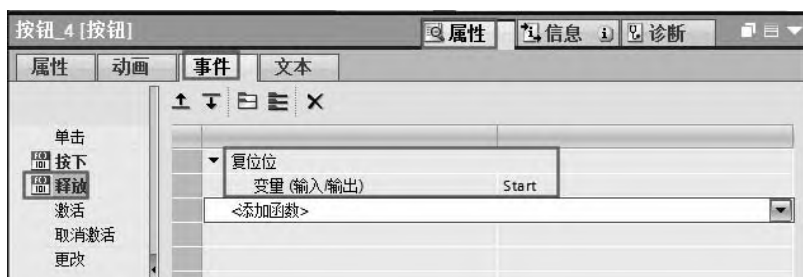 按钮_4 [按钮]
属性 信息 诊断
属性 动画 事件 文本
单击
按下
释放
激活
取消激活
更改
复位位
变量 (输入/输出) Start
<添加函数>